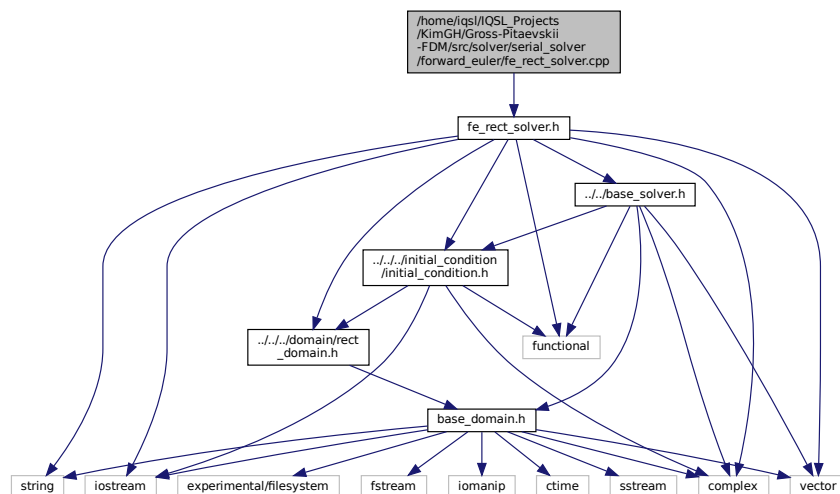 /home/iqsl/IQSL_Projects
/KimGH/Gross-Pitaevskii
-FDM/src/solver/serial_solver
/forward_euler/fe_rect_solver.cpp
fe_rect_solver.h
../../base_solver.h
../../../initial_condition
/initial_condition.h
../../../domain/rect
_domain.h
functional
base_domain.h
string
iostream
experimental/filesystem
fstream
iomanip
ctime
sstream
complex
vector